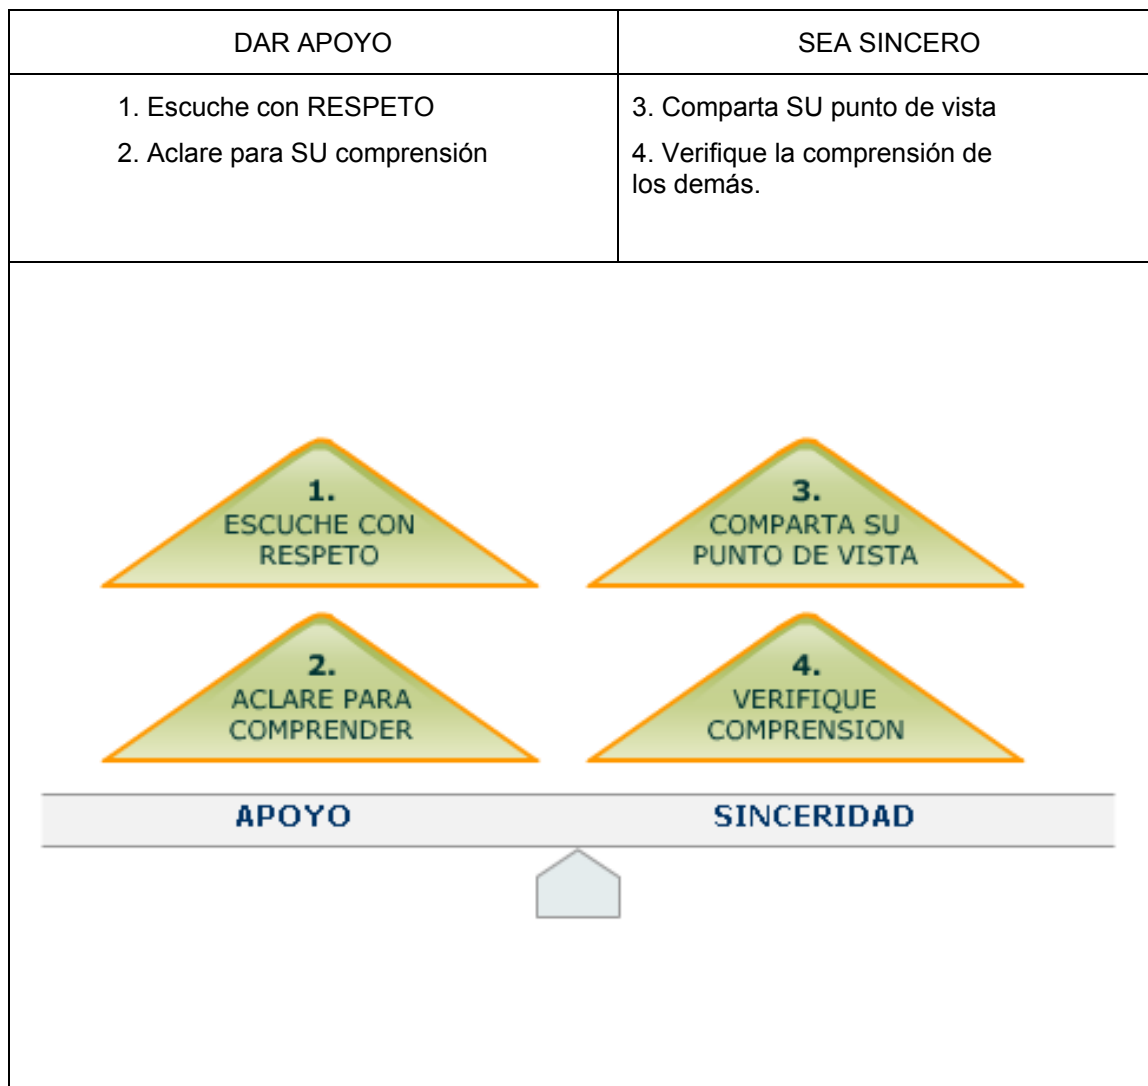 DAR APOYO
SEA SINCERO
1. Escuche con RESPETO
2. Aclare para SU comprensión
3. Comparta SU punto de vista
4. Verifique la comprensión de
los demás.
1.
ESCUCHE CON
RESPETO
3.
COMPARTA SU
PUNTO DE VISTA
2.
ACLARE PARA
COMPRENDER
4.
VERIFIQUE
COMPRENSION
APOYO
SINCERIDAD